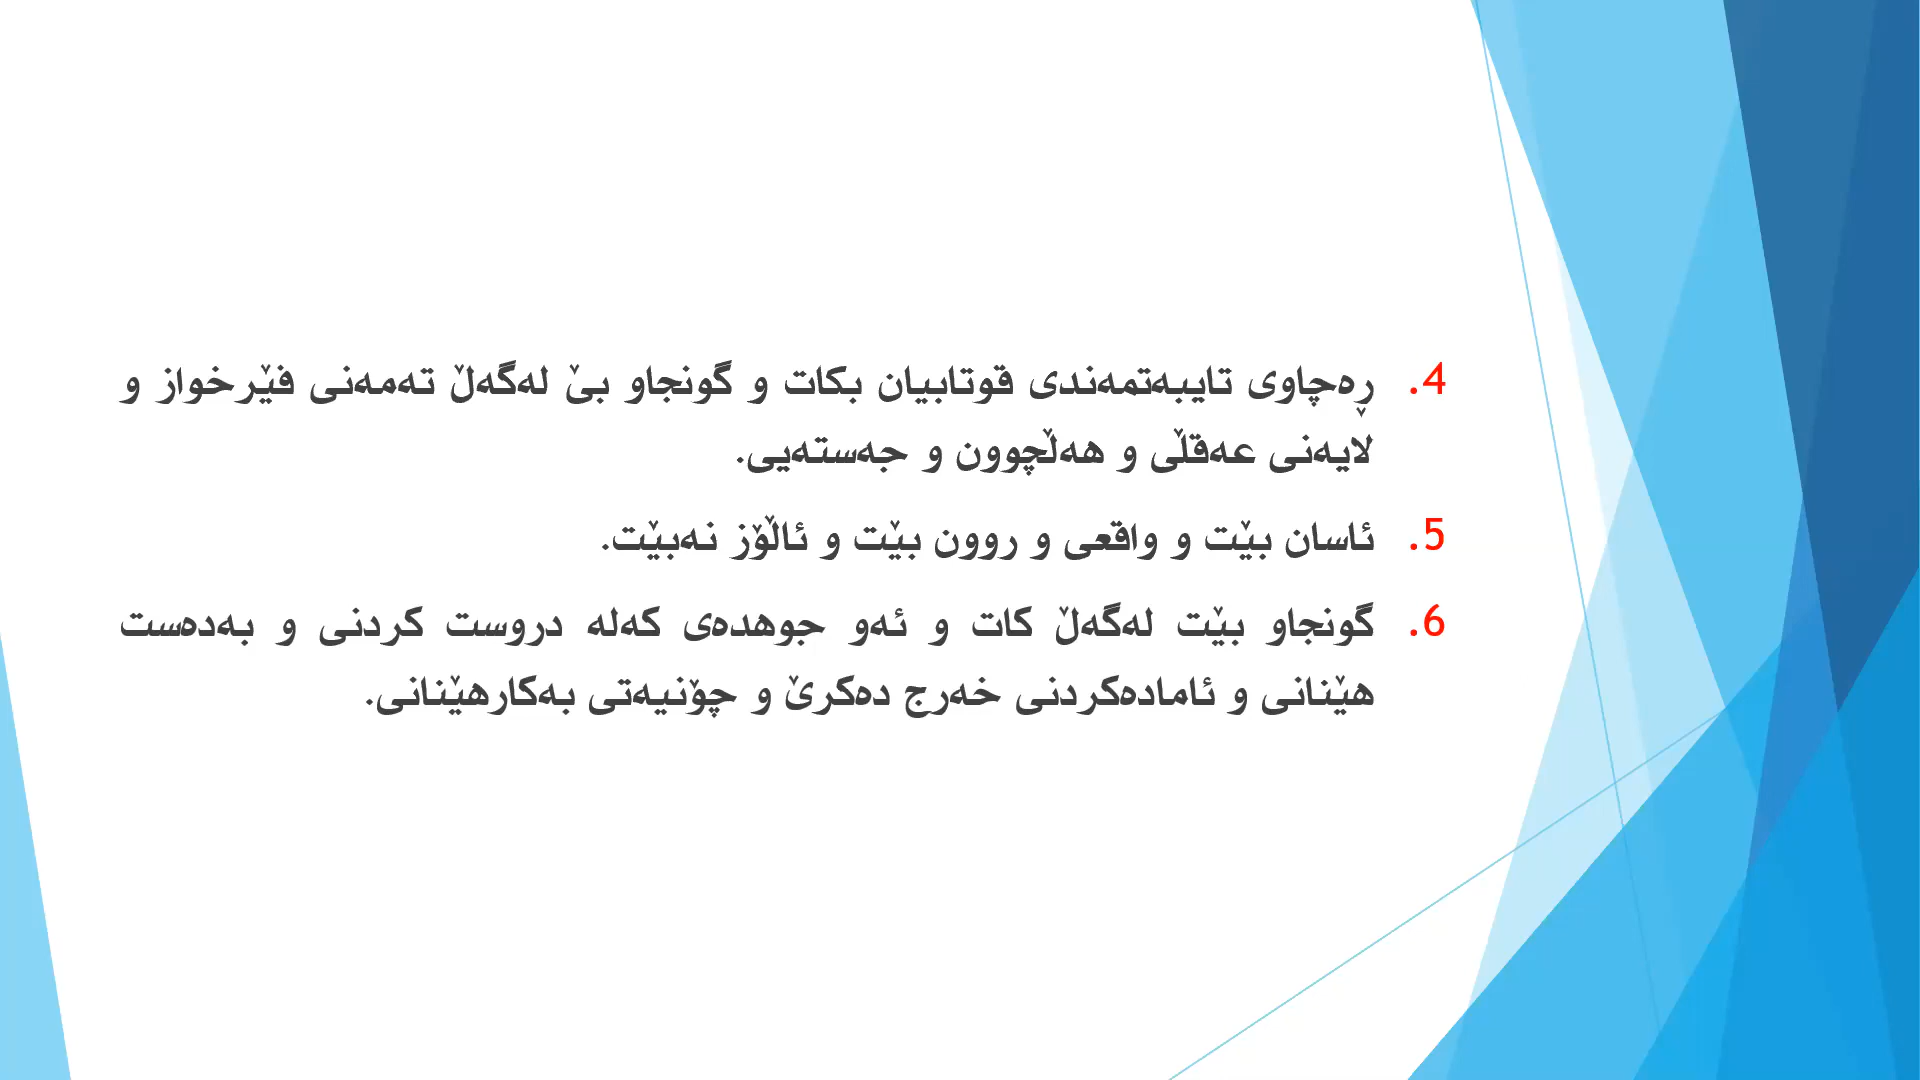 4. ڕەچاوی تایبەتمەندی قوتابیان بکات و گونجاو بێ لەگەڵ تەمەنی فێرخواز و
لایەنی عەقڵی و هەڵچوون و جەستەیی.
5. ئاسان بێت و واقعی و روون بێت و ئاڵۆز نەبێت.
6. گونجاو بێت لەگەڵ کات و ئەو جوهدەی کەلە دروست کردنی و بەدەست
هێنانی و ئامادەکردنی خەرج دەکرێ و چۆنیەتی بەکارهێنانی.